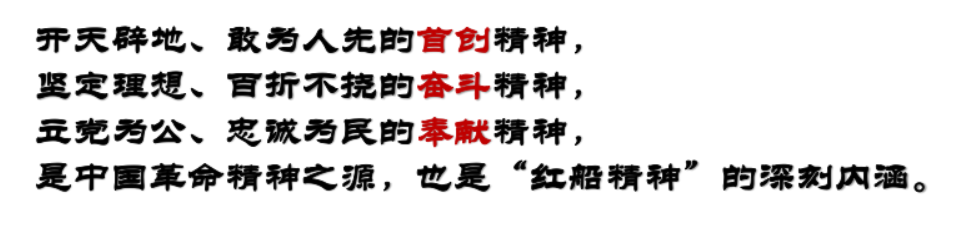 开天辟地、敢为人先的首创精神，
坚定理想、百折不挠的奋斗精神，
立党为公、忠诚为民的奉献精神，
是中国革命精神之源，也是“红船精神”的深刻内涵。